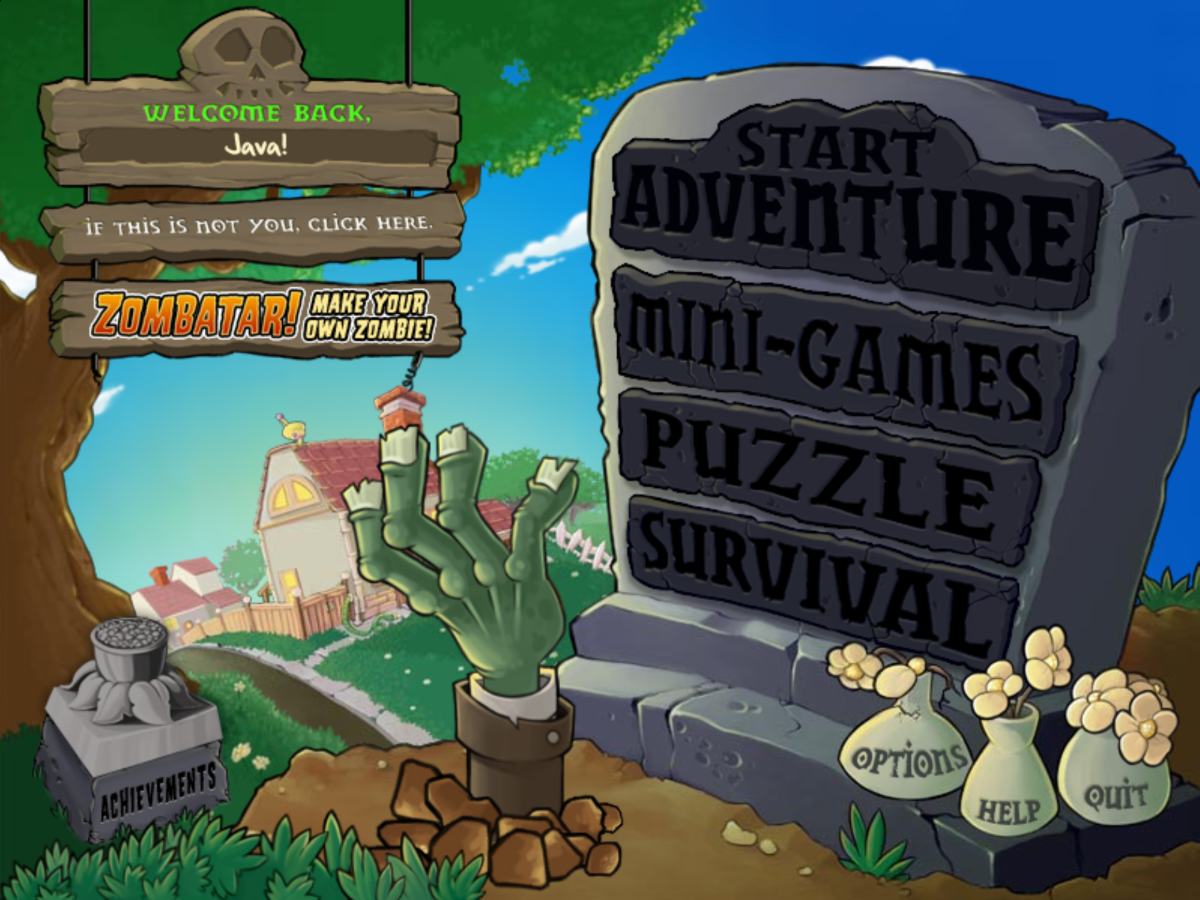 WELCOME BACK,
Java!
IF THIS IS NOT YOU, CLICK HERE.
ZOMBATAR! MAKE YOUR
OWN ZOMBIE!
START
ADVENTURE
MINI-GAMES
PUZZLE
SURVIVAL
OPTIONS
HELP
QUIT
ACHIEVEMENTS